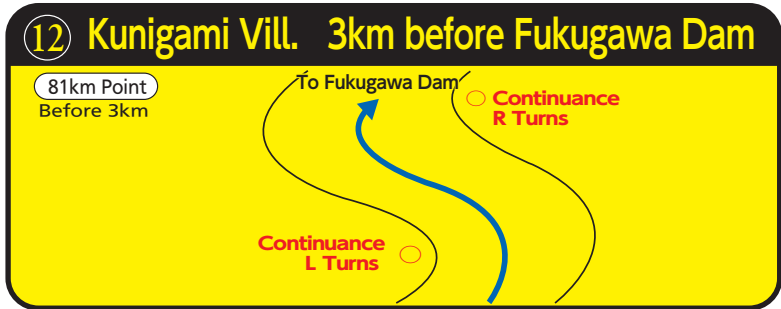 ⑫ Kunigami Vill. 3km before Fukugawa Dam
81km Point
Before 3km
To Fukugawa Dam
Continuance
R Turns
Continuance
L Turns